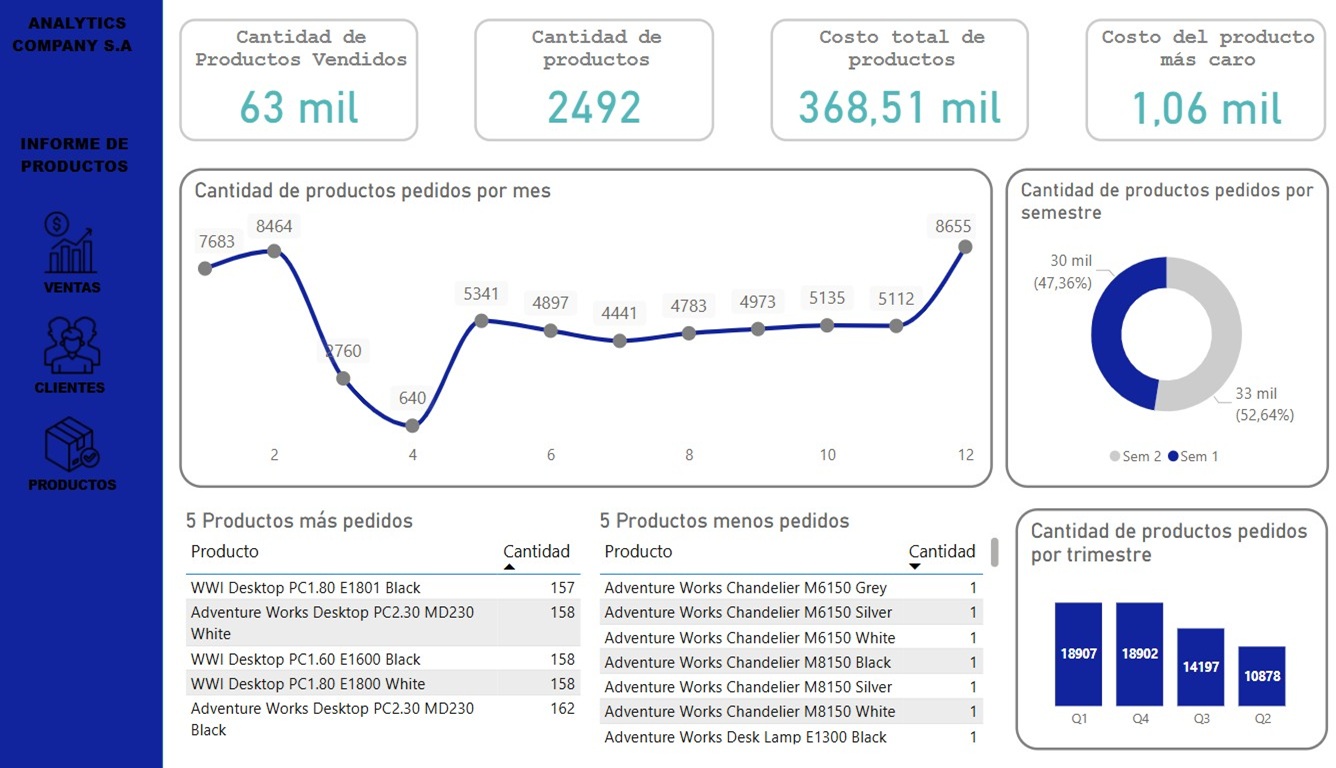 ANALYTICS
COMPANY S.A
INFORME DE
PRODUCTOS
VENTAS
CLIENTES
PRODUCTOS
Cantidad de
Productos Vendidos
63 mil
Cantidad de
productos
2492
Costo total de
productos
368,51 mil
Costo del producto
más caro
1,06 mil
Cantidad de productos pedidos por mes
7683
8464
2760
640
5341
4897
4441
4783
4973
5135
5112
8655
2
4
6
8
10
12
Cantidad de productos pedidos por
semestre
30 mil
(47,36%)
33 mil
(52,64%)
Sem 2 Sem 1
5 Productos más pedidos
Producto Cantidad
WWI Desktop PC1.80 E1801 Black 157
Adventure Works Desktop PC2.30 MD230 158
White
WWI Desktop PC1.60 E1600 Black 158
WWI Desktop PC1.80 E1800 White 158
Adventure Works Desktop PC2.30 MD230 162
Black
5 Productos menos pedidos
Producto Cantidad
Adventure Works Chandelier M6150 Grey 1
Adventure Works Chandelier M6150 Silver 1
Adventure Works Chandelier M6150 White 1
Adventure Works Chandelier M8150 Black 1
Adventure Works Chandelier M8150 Silver 1
Adventure Works Chandelier M8150 White 1
Adventure Works Desk Lamp E1300 Black 1
Cantidad de productos pedidos
por trimestre
18907
18902
14197
10878
Q1 Q4 Q3 Q2